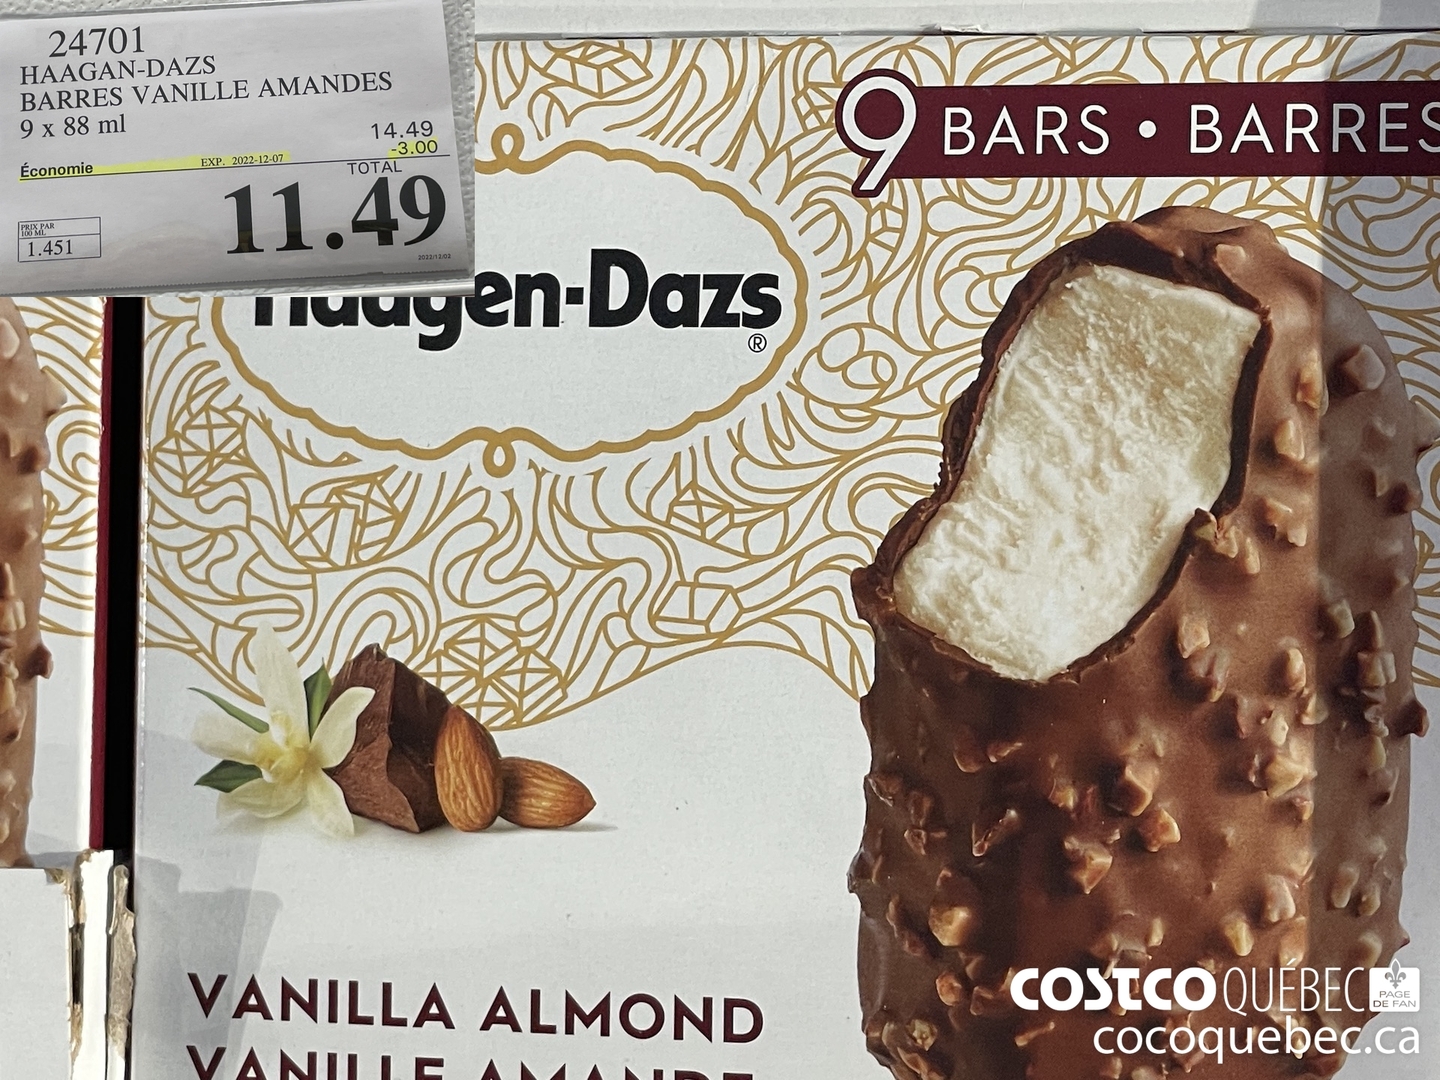 24701
HAAGAN-DAZS
BARRES VANILLE AMANDES
9 x 88 ml
14.49
-3.00
Économie EXP. 2022-12-07
TOTAL
11.49
PRIX PAR
100 ML
1.451
2022/12/02
9 BARS • BARRES
Häagen-Dazs
®
VANILLA ALMOND
VANILLE AMANDE
COSTCO QUÉBEC
PAGE
DE FAN
cocoquebec.ca